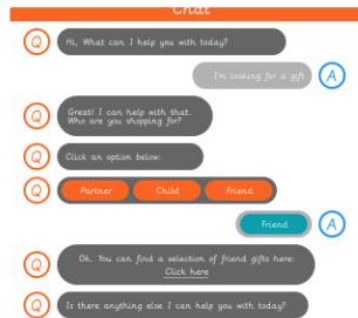 Chat
Q
Hi, What can I help you with today?
I'm looking for a gift
A
Q
Great! I can help with that.
Who are you shopping for?
Q
Click an option below:
Q
Partner
Child
Friend
Friend
A
Q
Ok. You can find a selection of friend gifts here:
Click here
Q
Is there anything else I can help you with today?